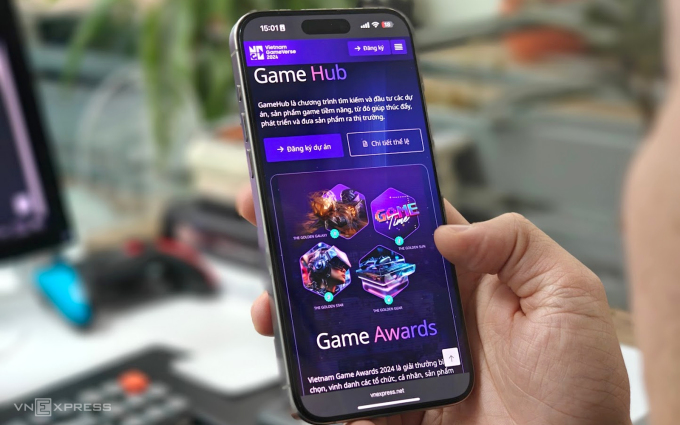 15:01
Vietnam
GameVerse
2024
→ Đăng ký
Game Hub
GameHub là chương trình tìm kiếm và đầu tư các dự
án, sản phẩm game tiềm năng, từ đó giúp thúc đẩy,
phát triển và đưa sản phẩm ra thị trường.
→ Đăng ký dự án
Chi tiết thể lệ
GAME
Time
THE GOLDEN GALAXY
THE GOLDEN SUN
THE GOLDEN STAR
THE GOLDEN
Game Awards
Vietnam Game Awards 2024 là giải thưởng
chọn, vinh danh các tổ chức, cá nhân, sản phẩm
vnexpress.net
VNEXPRESS